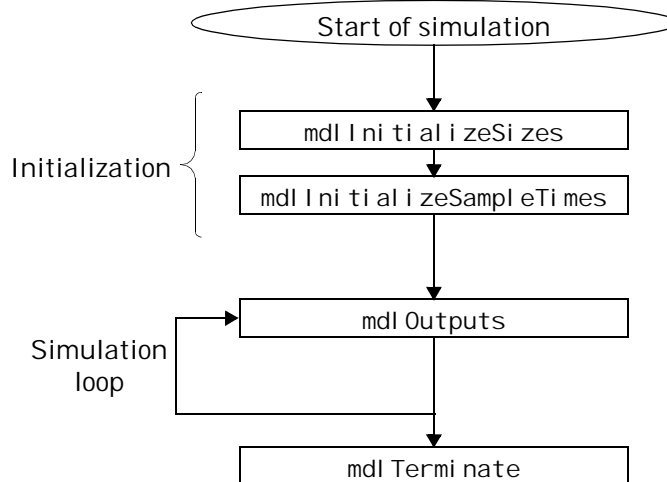 Start of simulation
mdlInitializeSizes
Initialization
mdlInitializeSampleTimes
mdlOutputs
Simulation
loop
mdlTerminate